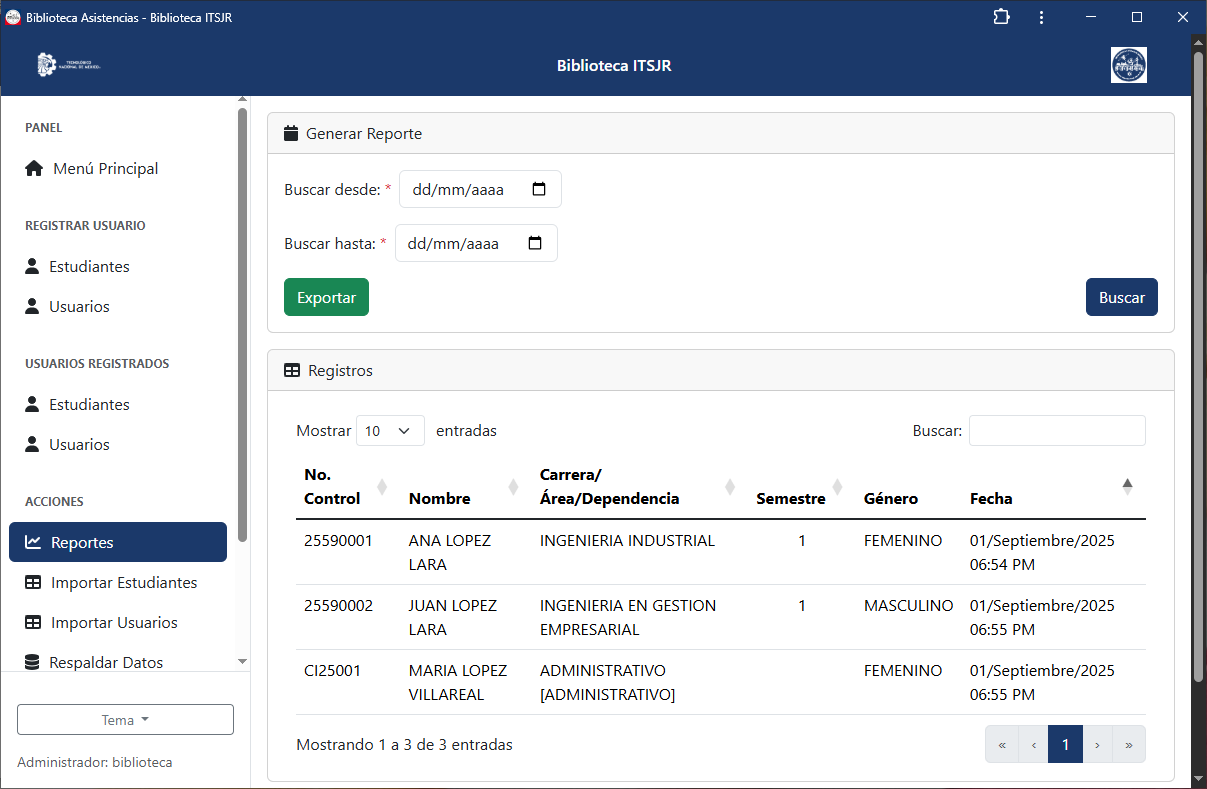 Biblioteca Asistencias - Biblioteca ITSJR
TECNOLÓGICO
NACIONAL DE MÉXICO
Biblioteca ITSJR
PANEL
Menú Principal
REGISTRAR USUARIO
Estudiantes
Usuarios
USUARIOS REGISTRADOS
Estudiantes
Usuarios
ACCIONES
Reportes
Importar Estudiantes
Importar Usuarios
Respaldar Datos
Tema
Administrador: biblioteca
Generar Reporte
Buscar desde: * dd/mm/aaaa
Buscar hasta: * dd/mm/aaaa
Exportar Buscar
Registros
Mostrar 10 entradas Buscar:
No. Control Nombre Carrera/Área/Dependencia Semestre Género Fecha
25590001 ANA LOPEZ LARA INGENIERIA INDUSTRIAL 1 FEMENINO 01/Septiembre/2025 06:54 PM
25590002 JUAN LOPEZ LARA INGENIERIA EN GESTION EMPRESARIAL 1 MASCULINO 01/Septiembre/2025 06:55 PM
CI25001 MARIA LOPEZ VILLAREAL ADMINISTRATIVO [ADMINISTRATIVO] FEMENINO 01/Septiembre/2025 06:55 PM
Mostrando 1 a 3 de 3 entradas « ‹ 1 › »